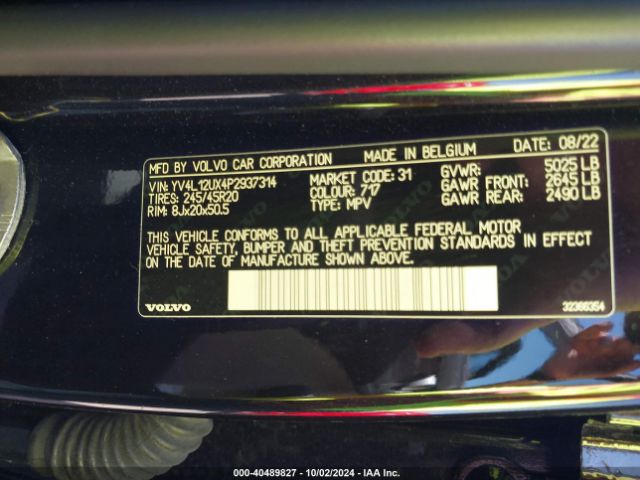 MFD BY VOLVO CAR CORPORATION MADE IN BELGIUM DATE: 08/22
VIN: YV4L12UX4P2937314 MARKET CODE: 31 GVWR: 5025 LB
TIRES: 245/45R20 COLOUR: 717 GAWR FRONT: 2645 LB
RIM: 8Jx20x50.5 TYPE: MPV GAWR REAR: 2490 LB
THIS VEHICLE CONFORMS TO ALL APPLICABLE FEDERAL MOTOR
VEHICLE SAFETY, BUMPER AND THEFT PREVENTION STANDARDS IN EFFECT
ON THE DATE OF MANUFACTURE SHOWN ABOVE.
VOLVO 32366354
000-40489827 - 10/02/2024 - IAA Inc.